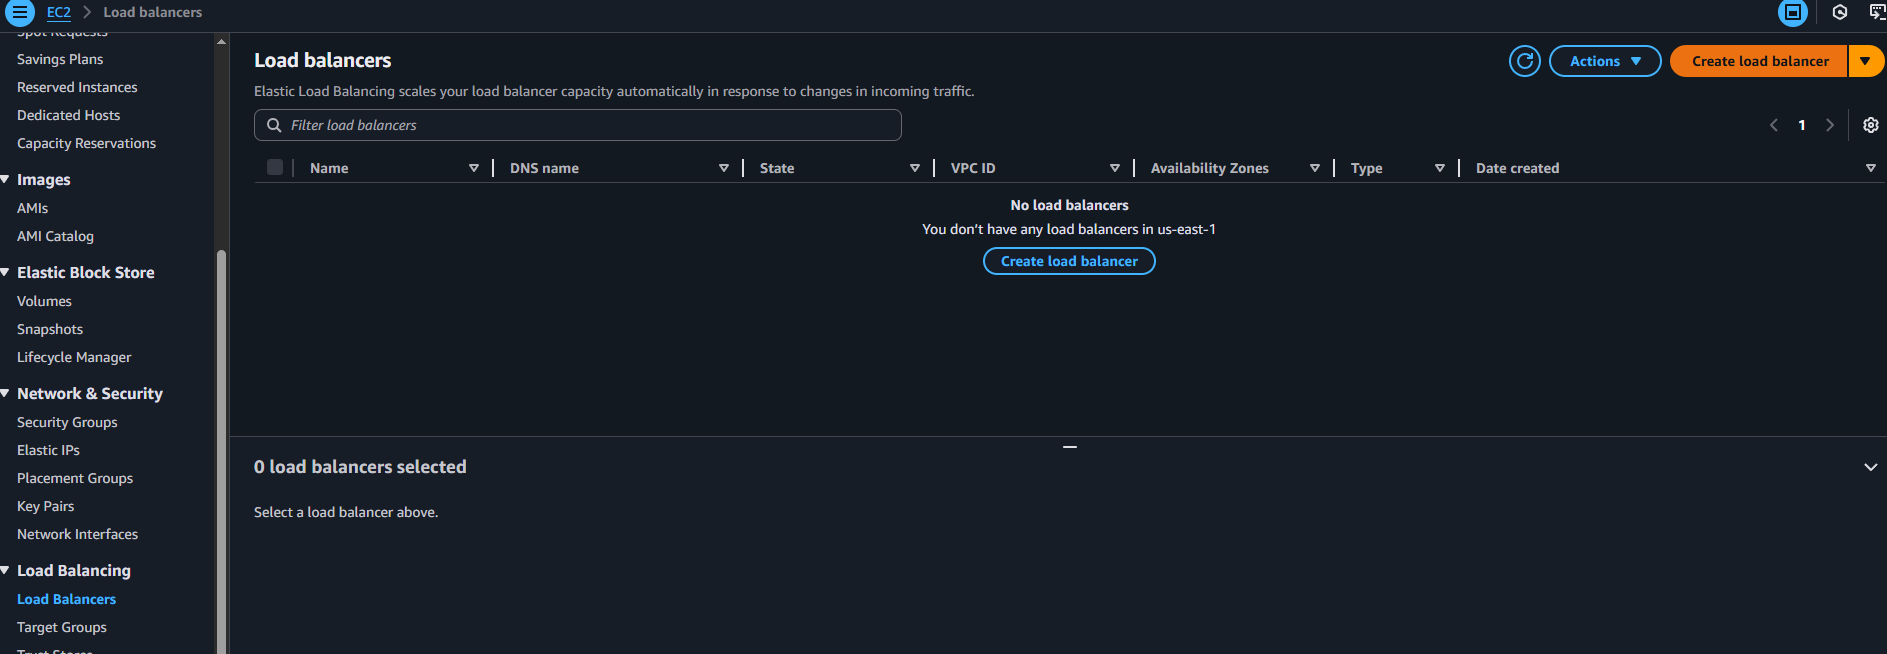 EC2 > Load balancers
Spot Requests
Savings Plans
Reserved Instances
Dedicated Hosts
Capacity Reservations
Images
AMIs
AMI Catalog
Elastic Block Store
Volumes
Snapshots
Lifecycle Manager
Network & Security
Security Groups
Elastic IPs
Placement Groups
Key Pairs
Network Interfaces
Load Balancing
Load Balancers
Target Groups
Trust Stores
Load balancers
Actions
Create load balancer
Elastic Load Balancing scales your load balancer capacity automatically in response to changes in incoming traffic.
Filter load balancers
1
Name DNS name State VPC ID Availability Zones Type Date created
No load balancers
You don’t have any load balancers in us-east-1
Create load balancer
0 load balancers selected
Select a load balancer above.